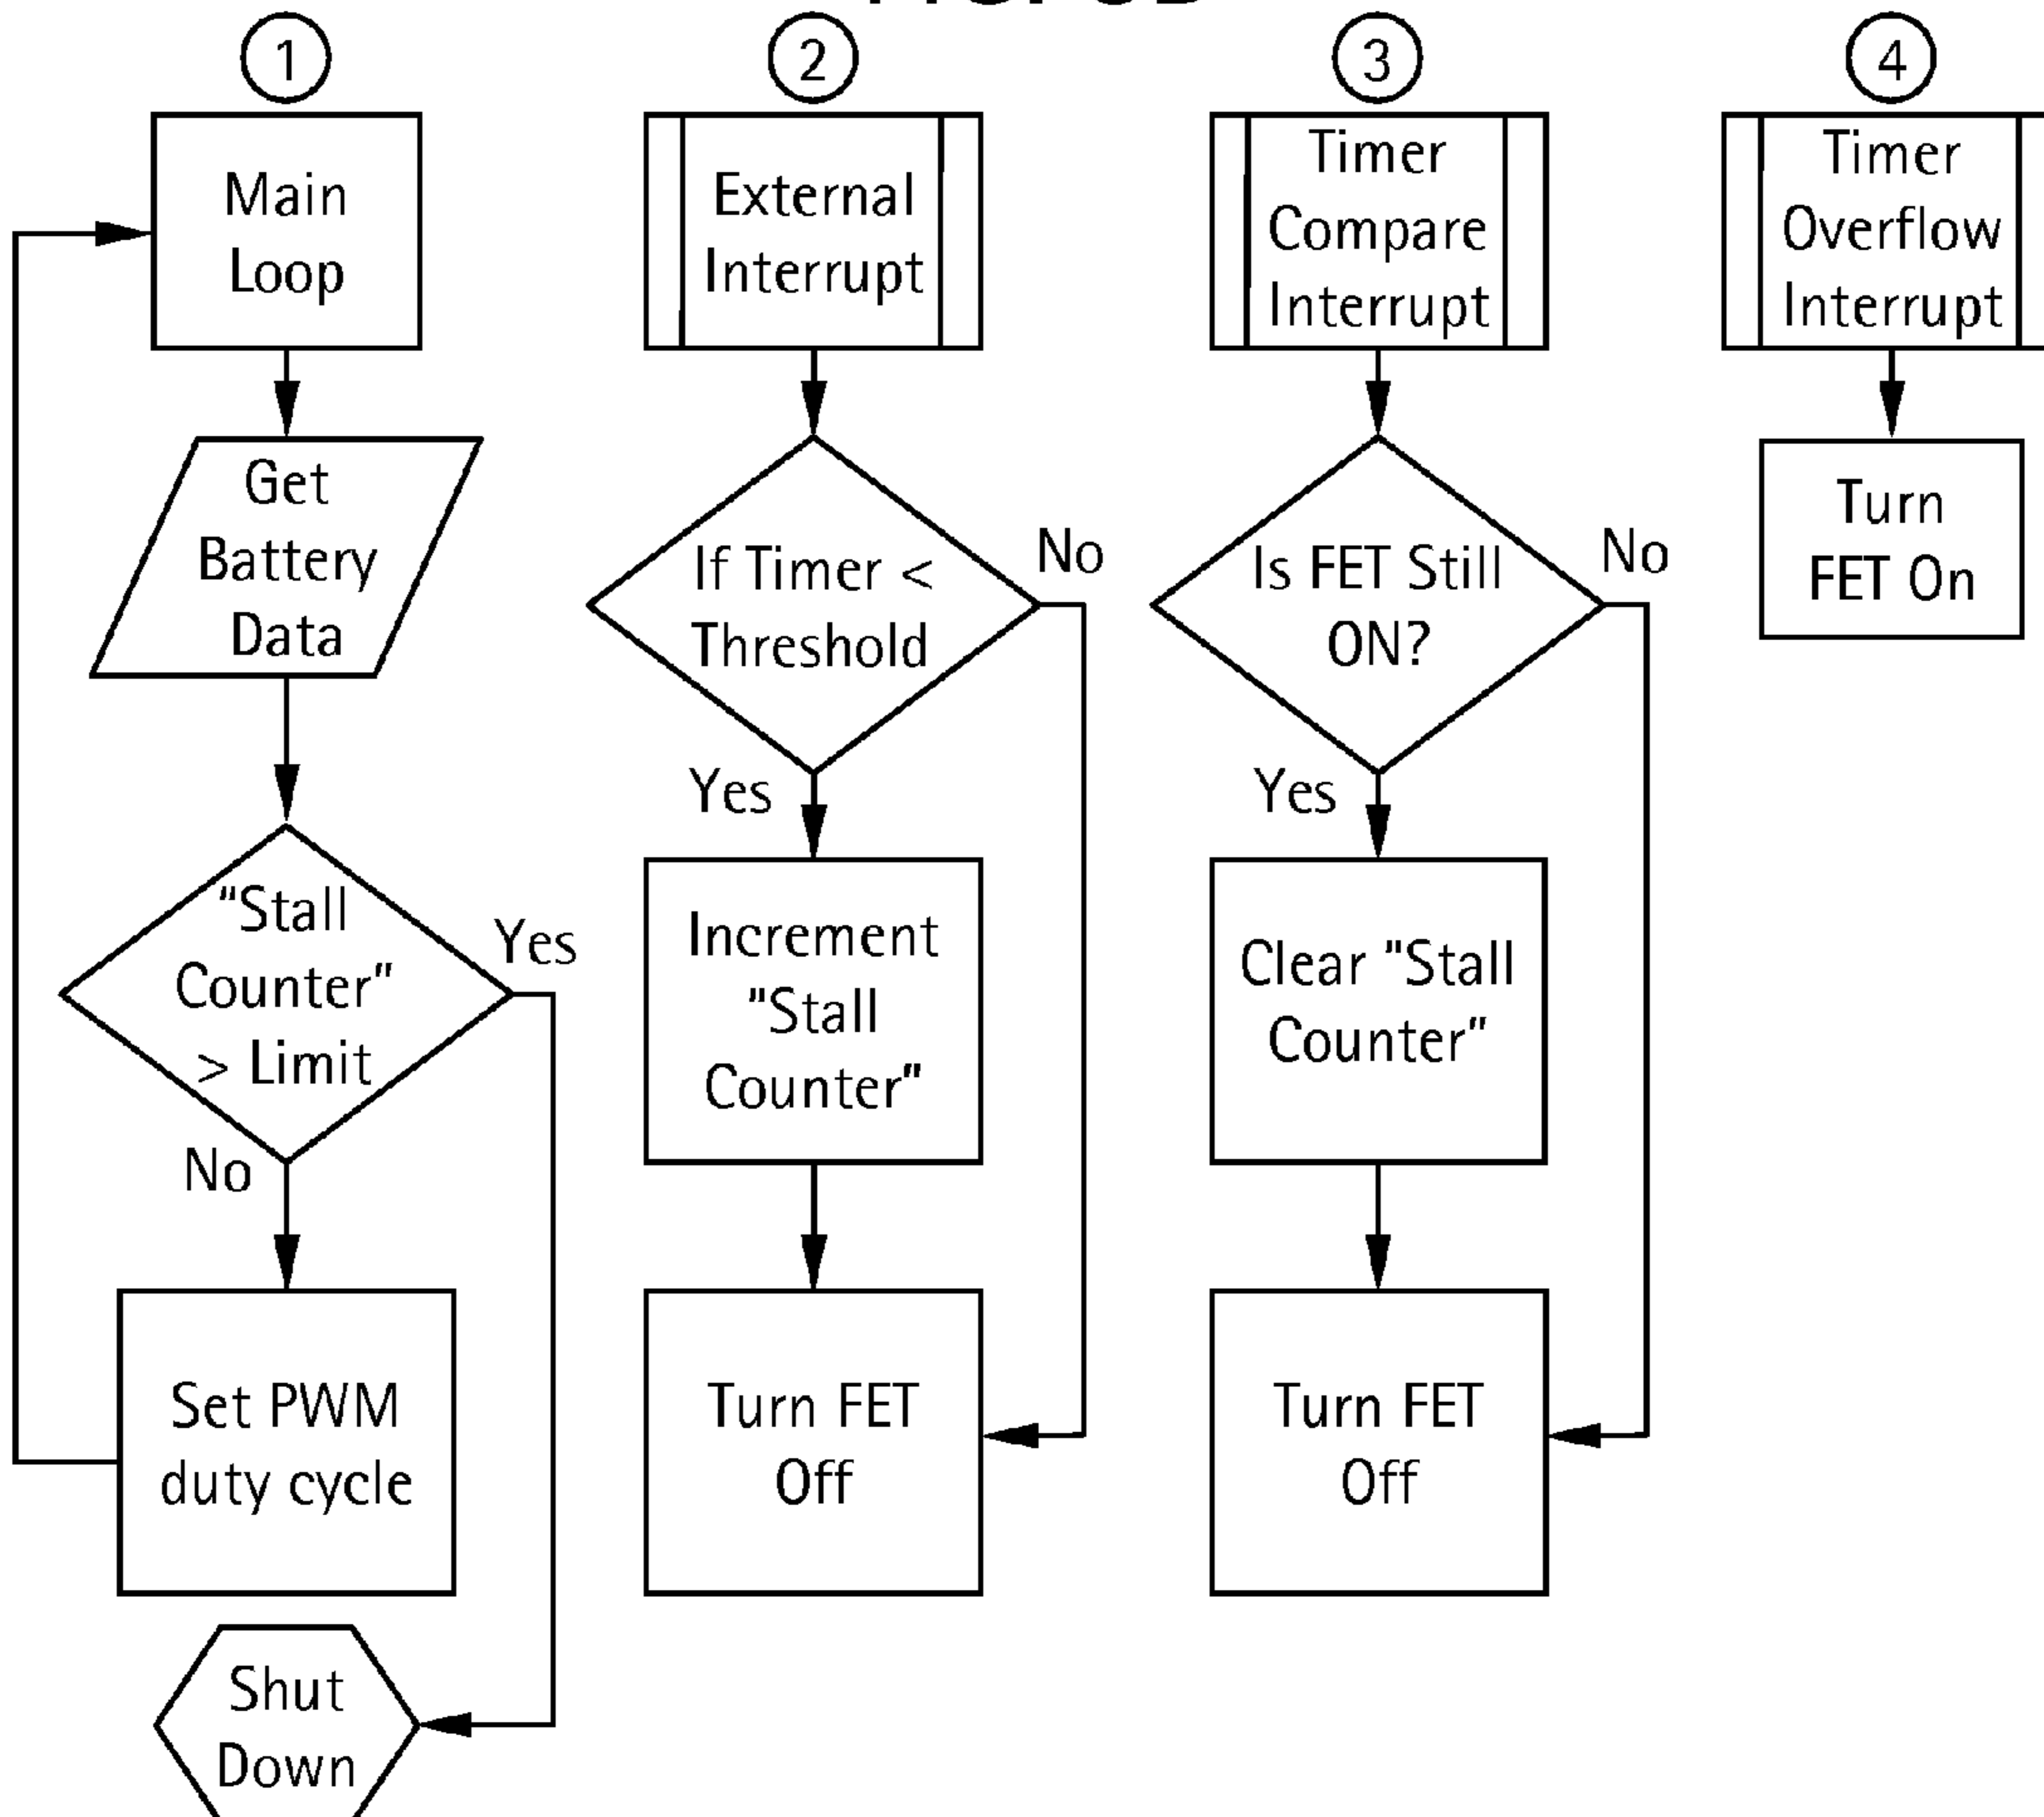 1
Main
Loop
Get
Battery
Data
"Stall
Counter"
> Limit
Yes
No
Set PWM
duty cycle
Shut
Down
2
External
Interrupt
If Timer <
Threshold
No
Yes
Increment
"Stall
Counter"
Turn FET
Off
3
Timer
Compare
Interrupt
Is FET Still
ON?
No
Yes
Clear "Stall
Counter"
Turn FET
Off
4
Timer
Overflow
Interrupt
Turn
FET On